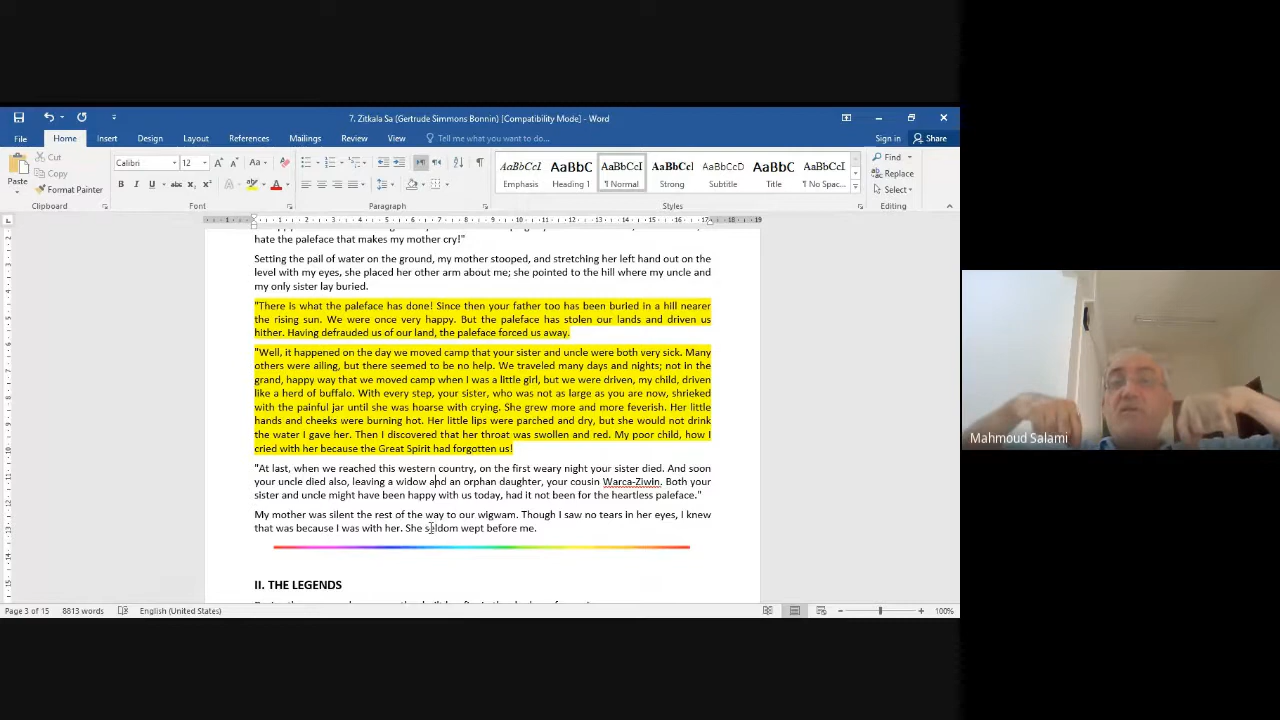 7. Zitkala Sa (Gertrude Simmons Bonnin) [Compatibility Mode] - Word
File Home Insert Design Layout References Mailings Review View Tell me what you want to do... Sign in Share
Paste Cut Copy Format Painter
Calibri 12
AaBbCcI AaBbC AaBbCcI AaBbCcI AaBbCcD AaBbC AaBbCcI
Emphasis Heading 1 ¶ Normal Strong Subtitle Title ¶ No Spac...
Find Replace Select
Clipboard Font Paragraph Styles Editing
hate the paleface that makes my mother cry!"
Setting the pail of water on the ground, my mother stooped, and stretching her left hand out on the
level with my eyes, she placed her other arm about me; she pointed to the hill where my uncle and
my only sister lay buried.
"There is what the paleface has done! Since then your father too has been buried in a hill nearer
the rising sun. We were once very happy. But the paleface has stolen our lands and driven us
hither. Having defrauded us of our land, the paleface forced us away.
"Well, it happened on the day we moved camp that your sister and uncle were both very sick. Many
others were ailing, but there seemed to be no help. We traveled many days and nights; not in the
grand, happy way that we moved camp when I was a little girl, but we were driven, my child, driven
like a herd of buffalo. With every step, your sister, who was not as large as you are now, shrieked
with the painful jar until she was hoarse with crying. She grew more and more feverish. Her little
hands and cheeks were burning hot. Her little lips were parched and dry, but she would not drink
the water I gave her. Then I discovered that her throat was swollen and red. My poor child, how I
cried with her because the Great Spirit had forgotten us!
"At last, when we reached this western country, on the first weary night your sister died. And soon
your uncle died also, leaving a widow and an orphan daughter, your cousin Warca-Ziwin. Both your
sister and uncle might have been happy with us today, had it not been for the heartless paleface."
My mother was silent the rest of the way to our wigwam. Though I saw no tears in her eyes, I knew
that was because I was with her. She seldom wept before me.
II. THE LEGENDS
Page 3 of 15 8813 words English (United States) 100%
Mahmoud Salami